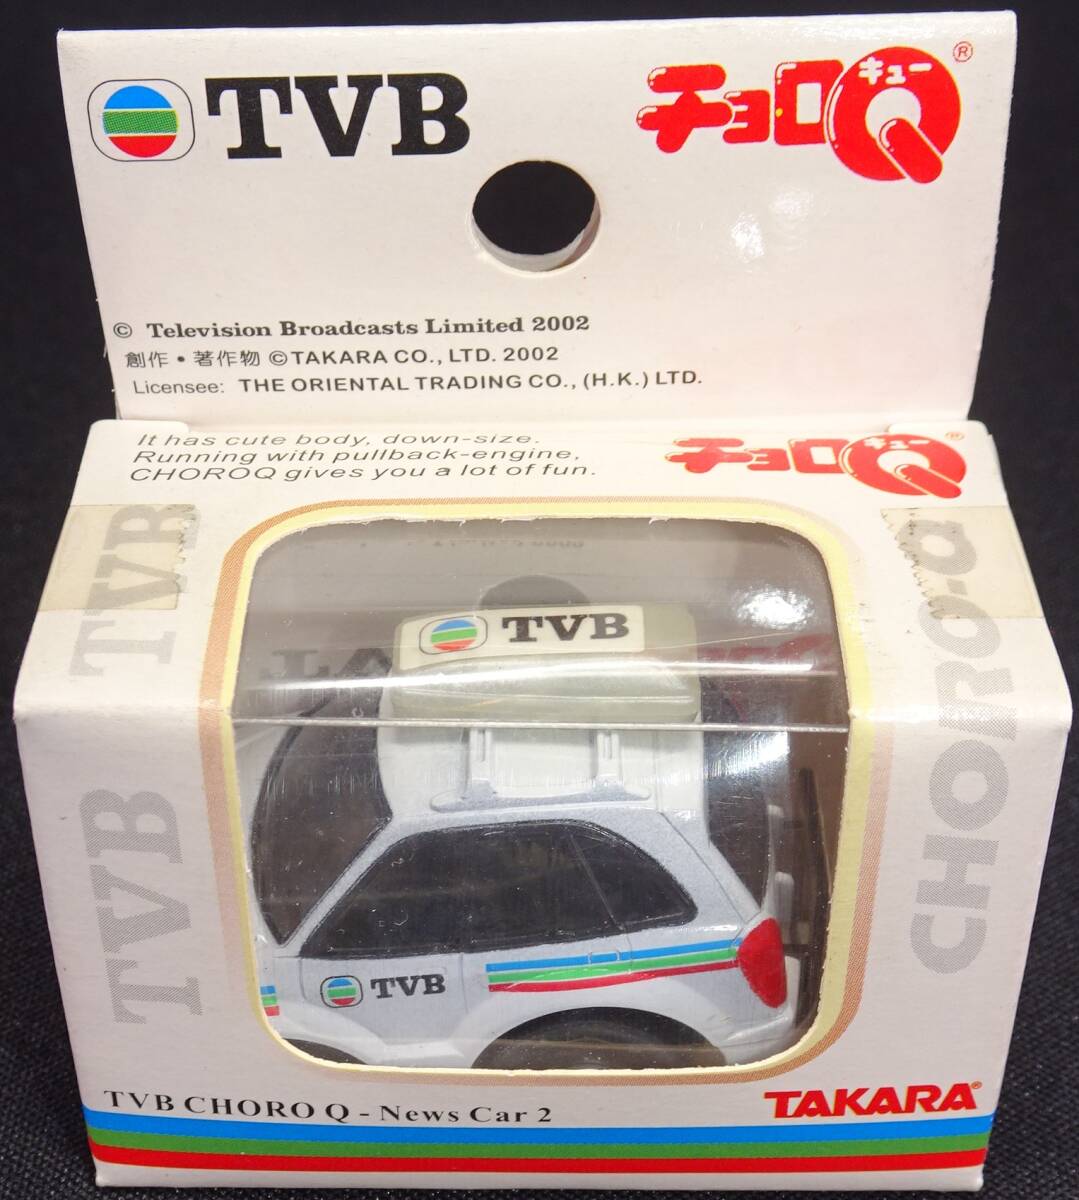 TVB チョロQ キュー ®
© Television Broadcasts Limited 2002
創作・著作物 ©TAKARA CO., LTD. 2002
Licensee: THE ORIENTAL TRADING CO., (H.K.) LTD.
It has cute body, down-size.
Running with pullback-engine,
CHOROQ gives you a lot of fun.
チョロQ キュー ®
TVB
TVB
CHORO-Q
TVB
TVB
TVB CHORO Q - News Car 2
TAKARA®